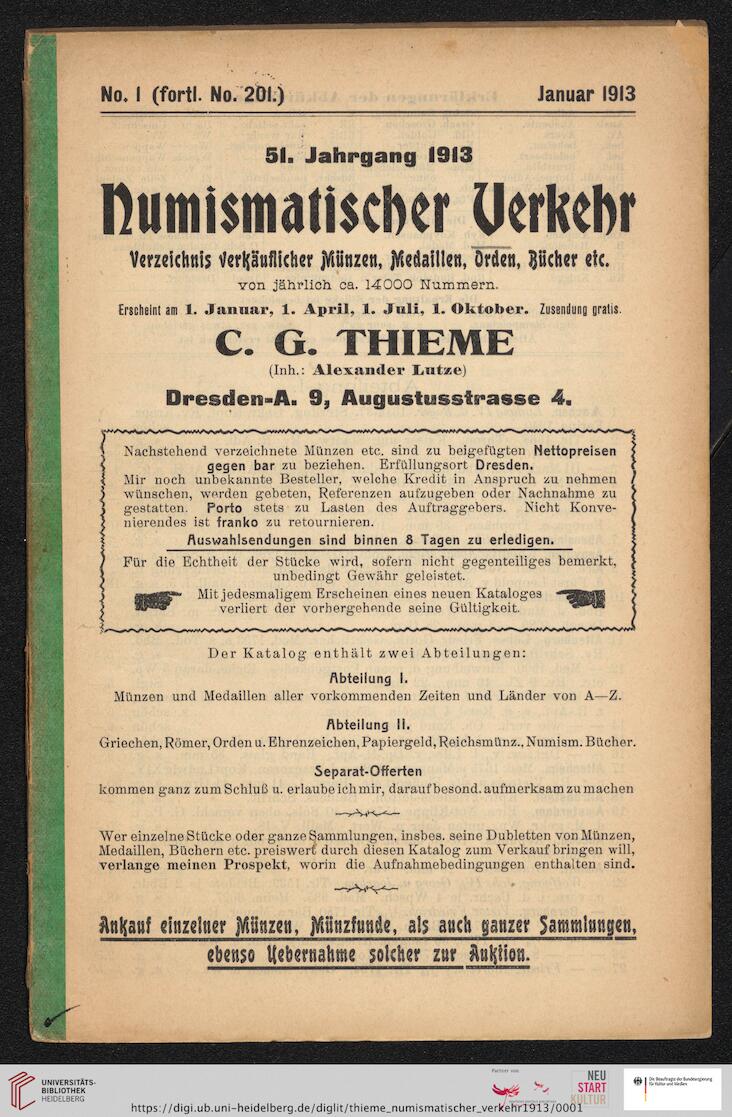 No. 1 (fortl. No. 201.) Januar 1913
51. Jahrgang 1913
Numismatischer Verkehr
Verzeichnis verkäuflicher Münzen, Medaillen, Orden, Bücher etc.
von jährlich ca. 14000 Nummern.
Erscheint am 1. Januar, 1. April, 1. Juli, 1. Oktober. Zusendung gratis.
C. G. THIEME
(Inh.: Alexander Lutze)
Dresden-A. 9, Augustusstrasse 4.
Nachstehend verzeichnete Münzen etc. sind zu beigefügten Nettopreisen
gegen bar zu beziehen. Erfüllungsort Dresden.
Mir noch unbekannte Besteller, welche Kredit in Anspruch zu nehmen
wünschen, werden gebeten, Referenzen aufzugeben oder Nachnahme zu
gestatten. Porto stets zu Lasten des Auftraggebers. Nicht Konve-
nierendes ist franko zu retournieren.
Auswahlsendungen sind binnen 8 Tagen zu erledigen.
Für die Echtheit der Stücke wird, sofern nicht gegenteiliges bemerkt,
unbedingt Gewähr geleistet.
Mit jedesmaligem Erscheinen eines neuen Kataloges
verliert der vorhergehende seine Gültigkeit.
Der Katalog enthält zwei Abteilungen:
Abteilung I.
Münzen und Medaillen aller vorkommenden Zeiten und Länder von A—Z.
Abteilung II.
Griechen, Römer, Orden u. Ehrenzeichen, Papiergeld, Reichsmünz., Numism. Bücher.
Separat-Offerten
kommen ganz zum Schluß u. erlaube ich mir, darauf besond. aufmerksam zu machen
Wer einzelne Stücke oder ganze Sammlungen, insbes. seine Dubletten von Münzen,
Medaillen, Büchern etc. preiswert durch diesen Katalog zum Verkauf bringen will,
verlange meinen Prospekt, worin die Aufnahmebedingungen enthalten sind.
Ankauf einzelner Münzen, Münzfunde, als auch ganzer Sammlungen,
ebenso Uebernahme solcher zur Auktion.
UNIVERSITÄTS-
BIBLIOTHEK
HEIDELBERG
https://digi.ub.uni-heidelberg.de/diglit/thieme_numismatischer_verkehr1913/0001
Partner von
NEU
START
KULTUR
Die Beauftragte der Bundesregierung
für Kultur und Medien